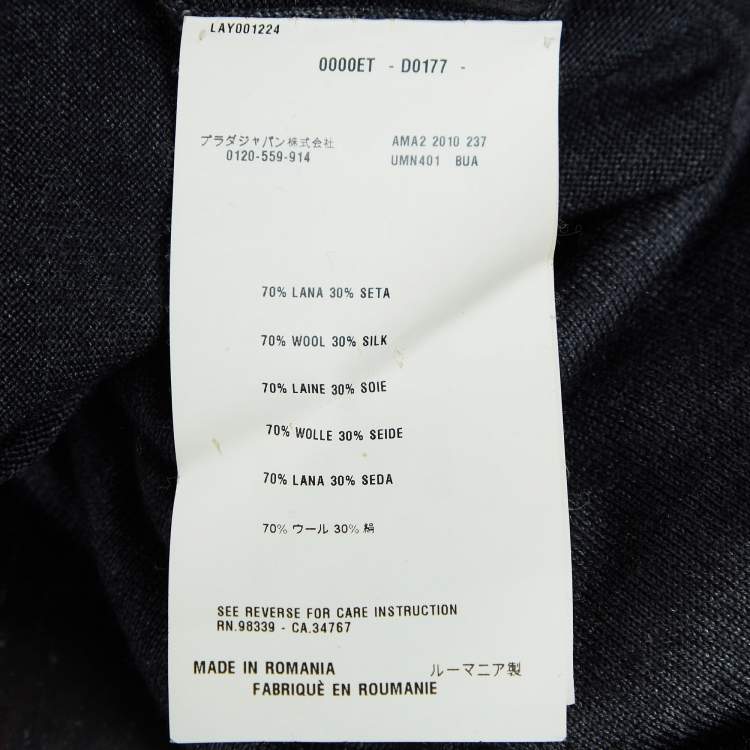 LAY001224
0000ET - D0177 -
プラダジャパン株式会社 AMA2 2010 237
0120-559-914 UMN401 BUA
70% LANA 30% SETA
70% WOOL 30% SILK
70% LAINE 30% SOIE
70% WOLLE 30% SEIDE
70% LANA 30% SEDA
70% ウール 30% 絹
SEE REVERSE FOR CARE INSTRUCTION
RN.98339 - CA.34767
MADE IN ROMANIA ルーマニア製
FABRIQUÈ EN ROUMANIE